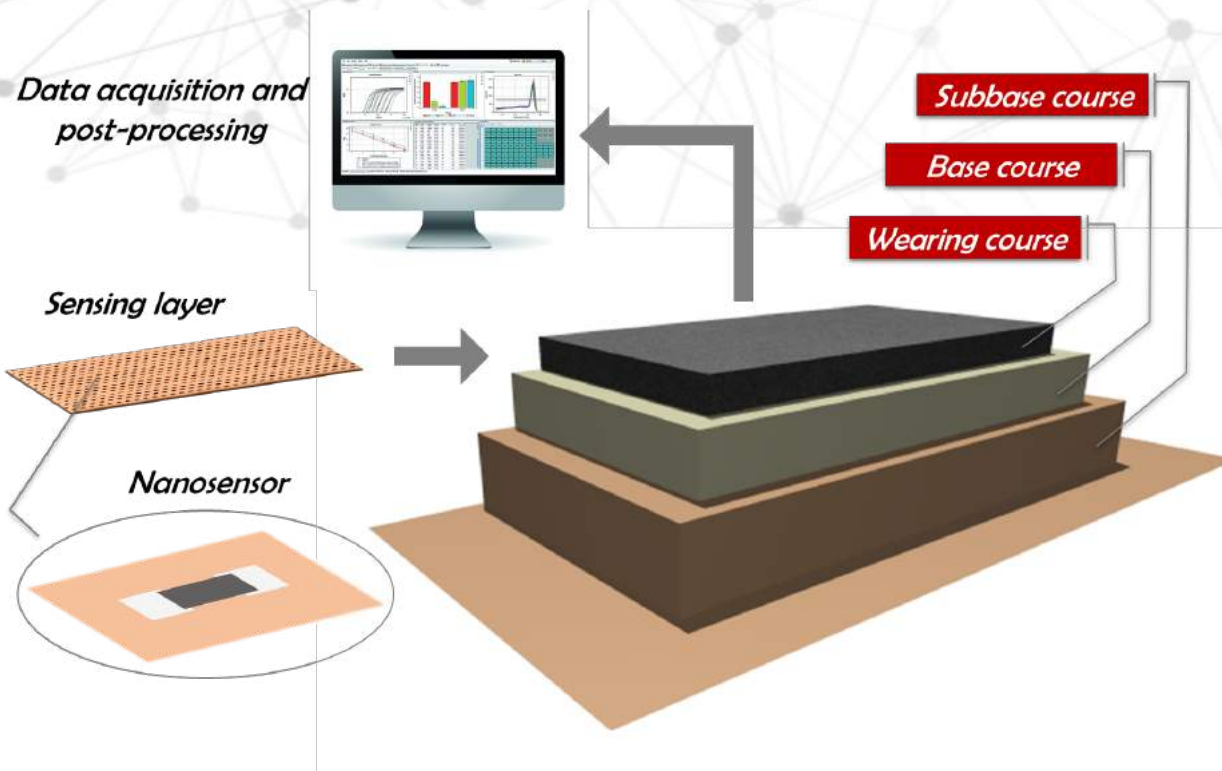 Data acquisition and
post-processing
Subbase course
Base course
Wearing course
Sensing layer
Nanosensor